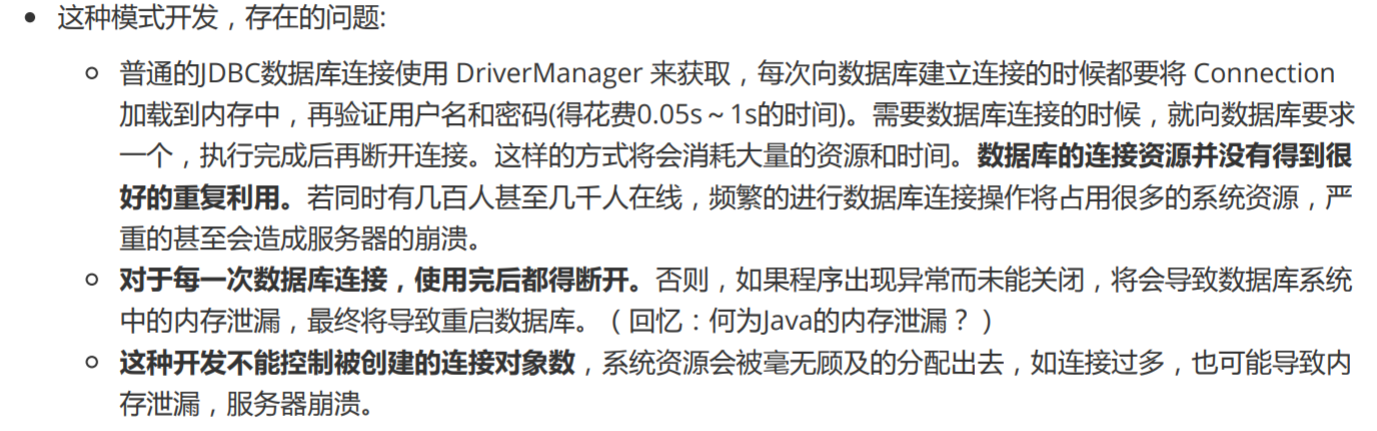 • 这种模式开发，存在的问题:
○ 普通的JDBC数据库连接使用 DriverManager 来获取，每次向数据库建立连接的时候都要将 Connection
加载到内存中，再验证用户名和密码(得花费0.05s～1s的时间)。需要数据库连接的时候，就向数据库要求
一个，执行完成后再断开连接。这样的方式将会消耗大量的资源和时间。数据库的连接资源并没有得到很
好的重复利用。若同时有几百人甚至几千人在线，频繁的进行数据库连接操作将占用很多的系统资源，严
重的甚至会造成服务器的崩溃。
○ 对于每一次数据库连接，使用完后都得断开。否则，如果程序出现异常而未能关闭，将会导致数据库系统
中的内存泄漏，最终将导致重启数据库。（回忆：何为Java的内存泄漏？）
○ 这种开发不能控制被创建的连接对象数，系统资源会被毫无顾及的分配出去，如连接过多，也可能导致内
存泄漏，服务器崩溃。